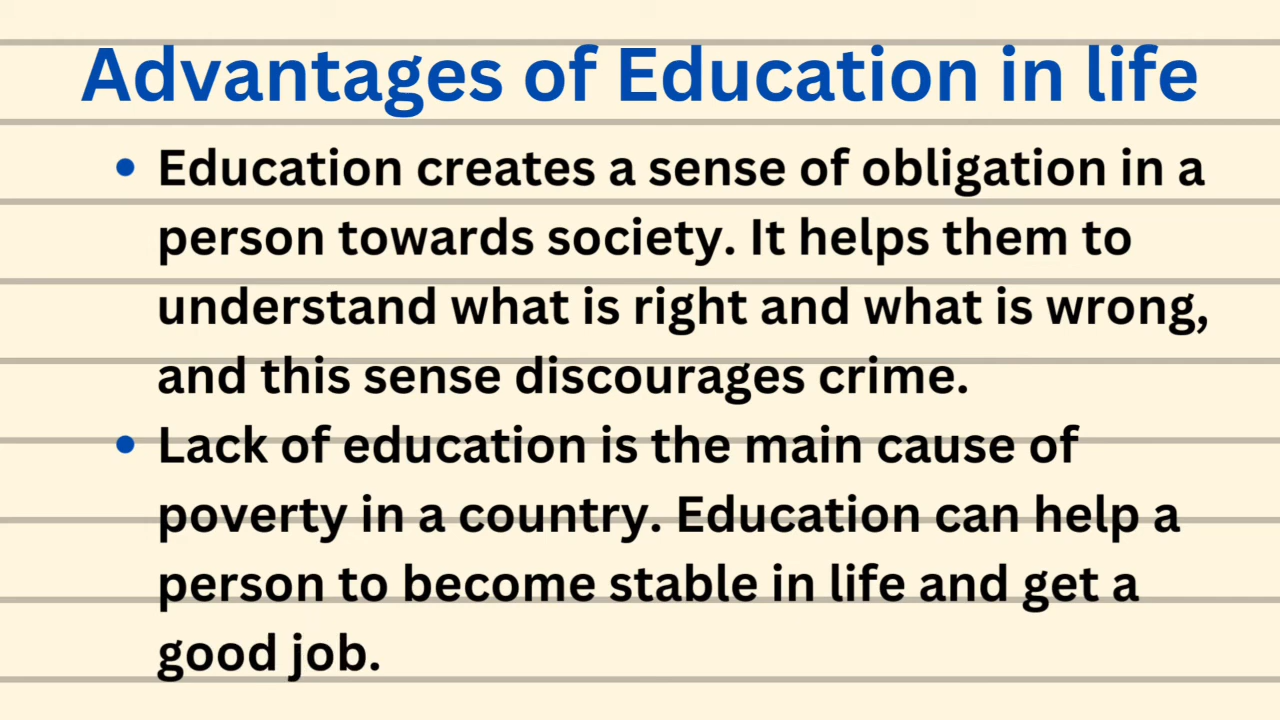 Advantages of Education in life
• Education creates a sense of obligation in a
person towards society. It helps them to
understand what is right and what is wrong,
and this sense discourages crime.
• Lack of education is the main cause of
poverty in a country. Education can help a
person to become stable in life and get a
good job.